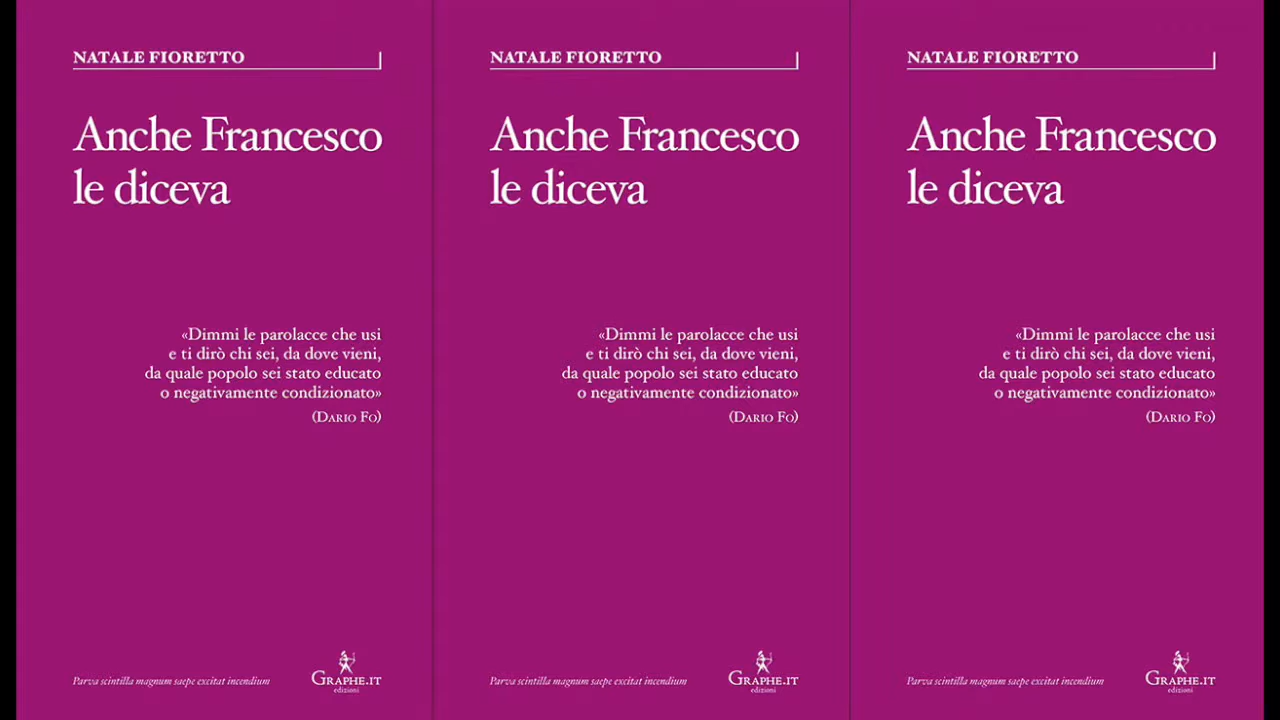 NATALE FIORETTO
Anche Francesco
le diceva
«Dimmi le parolacce che usi
e ti dirò chi sei, da dove vieni,
da quale popolo sei stato educato
o negativamente condizionato»
(Dario Fo)
Parva scintilla magnum saepe excitat incendium
GRAPHE.IT
edizioni
NATALE FIORETTO
Anche Francesco
le diceva
«Dimmi le parolacce che usi
e ti dirò chi sei, da dove vieni,
da quale popolo sei stato educato
o negativamente condizionato»
(Dario Fo)
Parva scintilla magnum saepe excitat incendium
GRAPHE.IT
edizioni
NATALE FIORETTO
Anche Francesco
le diceva
«Dimmi le parolacce che usi
e ti dirò chi sei, da dove vieni,
da quale popolo sei stato educato
o negativamente condizionato»
(Dario Fo)
Parva scintilla magnum saepe excitat incendium
GRAPHE.IT
edizioni